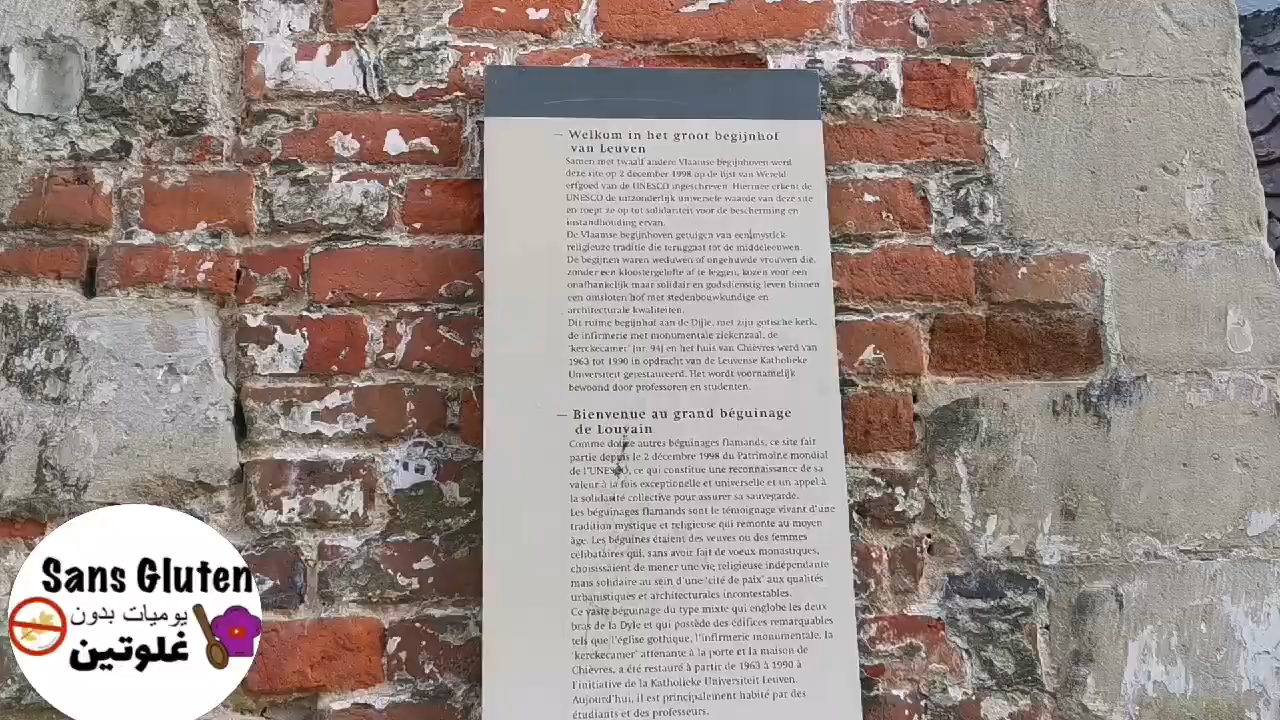 — Welkom in het groot begijnhof
van Leuven
Samen met twaalf andere Vlaamse begijnhoven werd
deze site op 2 december 1998 op de lijst van Wereld
erfgoed van de UNESCO ingeschreven. Hiermee erkent de
UNESCO de uitzonderlijk universele waarde van deze site
en roept ze op tot solidariteit voor de bescherming en
instandhouding ervan.
De Vlaamse begijnhoven getuigen van een mystiek-
religieuze traditie die teruggaat tot de middeleeuwen.
De begijnen waren weduwen of ongehuwde vrouwen die,
zonder een kloostergelofte af te leggen, kozen voor een
onafhankelijk maar solidair en godsdienstig leven binnen
een omsloten hof met stedenbouwkundige en
architecturale kwaliteiten.
Dit ruime begijnhof aan de Dijle, met zijn gotische kerk,
de infirmerie met monumentale ziekenzaal, de
'kerckecamer' [nr. 94] en het huis van Chièvres werd van
1963 tot 1990 in opdracht van de Leuvense Katholieke
Universiteit gerestaureerd. Het wordt voornamelijk
bewoond door professoren en studenten.
— Bienvenue au grand béguinage
de Louvain
Comme douze autres béguinages flamands, ce site fait
partie depuis le 2 décembre 1998 du Patrimoine mondial
de l'UNESCO, ce qui constitue une reconnaissance de sa
valeur à la fois exceptionelle et universelle et un appel à
la solidarité collective pour assurer sa sauvegarde.
Les béguinages flamands sont le témoignage vivant d'une
tradition mystique et religieuse qui remonte au moyen
âge. Les béguines étaient des veuves ou des femmes
célibataires qui, sans avoir fait de voeux monastiques,
choisissaient de mener une vie religieuse indépendante
mais solidaire au sein d'une 'cité de paix' aux qualités
urbanistiques et architecturales incontestables.
Ce vaste béguinage du type mixte qui englobe les deux
bras de la Dyle et qui possède des édifices remarquables
tels que l'église gothique, l'infirmerie monumentale, la
'kerckecamer' attenante à la porte et la maison de
Chièvres, a été restauré à partir de 1963 à 1990 à
l'initiative de la Katholieke Universiteit Leuven.
Aujourd'hui, il est principalement habité par des
étudiants et des professeurs.
Sans Gluten
يوميات بدون
غلوتين